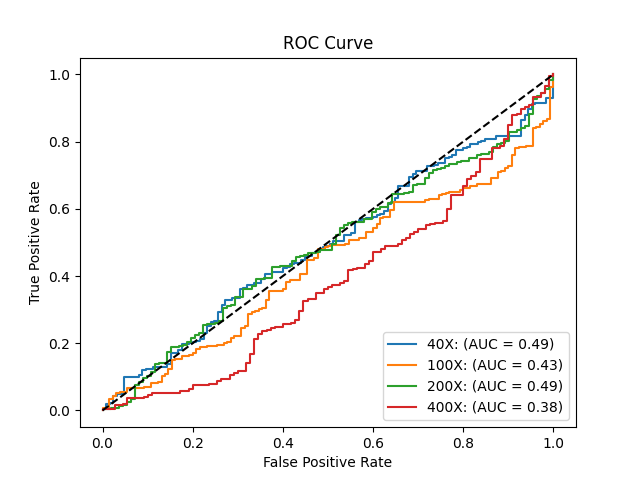 ROC Curve
1.0
0.8
0.6
0.4
0.2
0.0
True Positive Rate
40X: (AUC = 0.49)
100X: (AUC = 0.43)
200X: (AUC = 0.49)
400X: (AUC = 0.38)
0.0 0.2 0.4 0.6 0.8 1.0
False Positive Rate